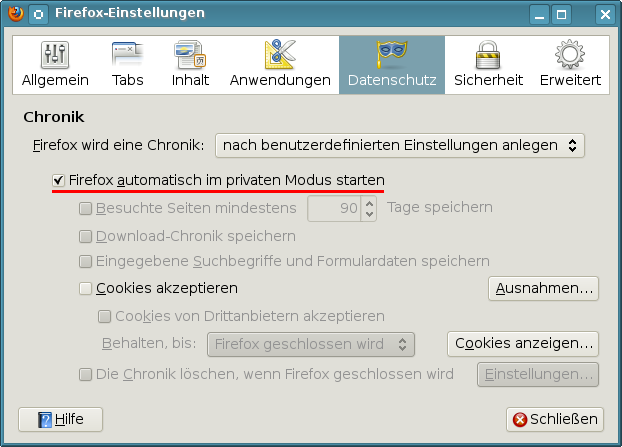 Firefox-Einstellungen
Allgemein Tabs Inhalt Anwendungen Datenschutz Sicherheit Erweitert
Chronik
Firefox wird eine Chronik: nach benutzerdefinierten Einstellungen anlegen
Firefox automatisch im privaten Modus starten
Besuchte Seiten mindestens 90 Tage speichern
Download-Chronik speichern
Eingegebene Suchbegriffe und Formulardaten speichern
Cookies akzeptieren Ausnahmen...
Cookies von Drittanbietern akzeptieren
Behalten, bis: Firefox geschlossen wird Cookies anzeigen...
Die Chronik löschen, wenn Firefox geschlossen wird Einstellungen...
Hilfe Schließen